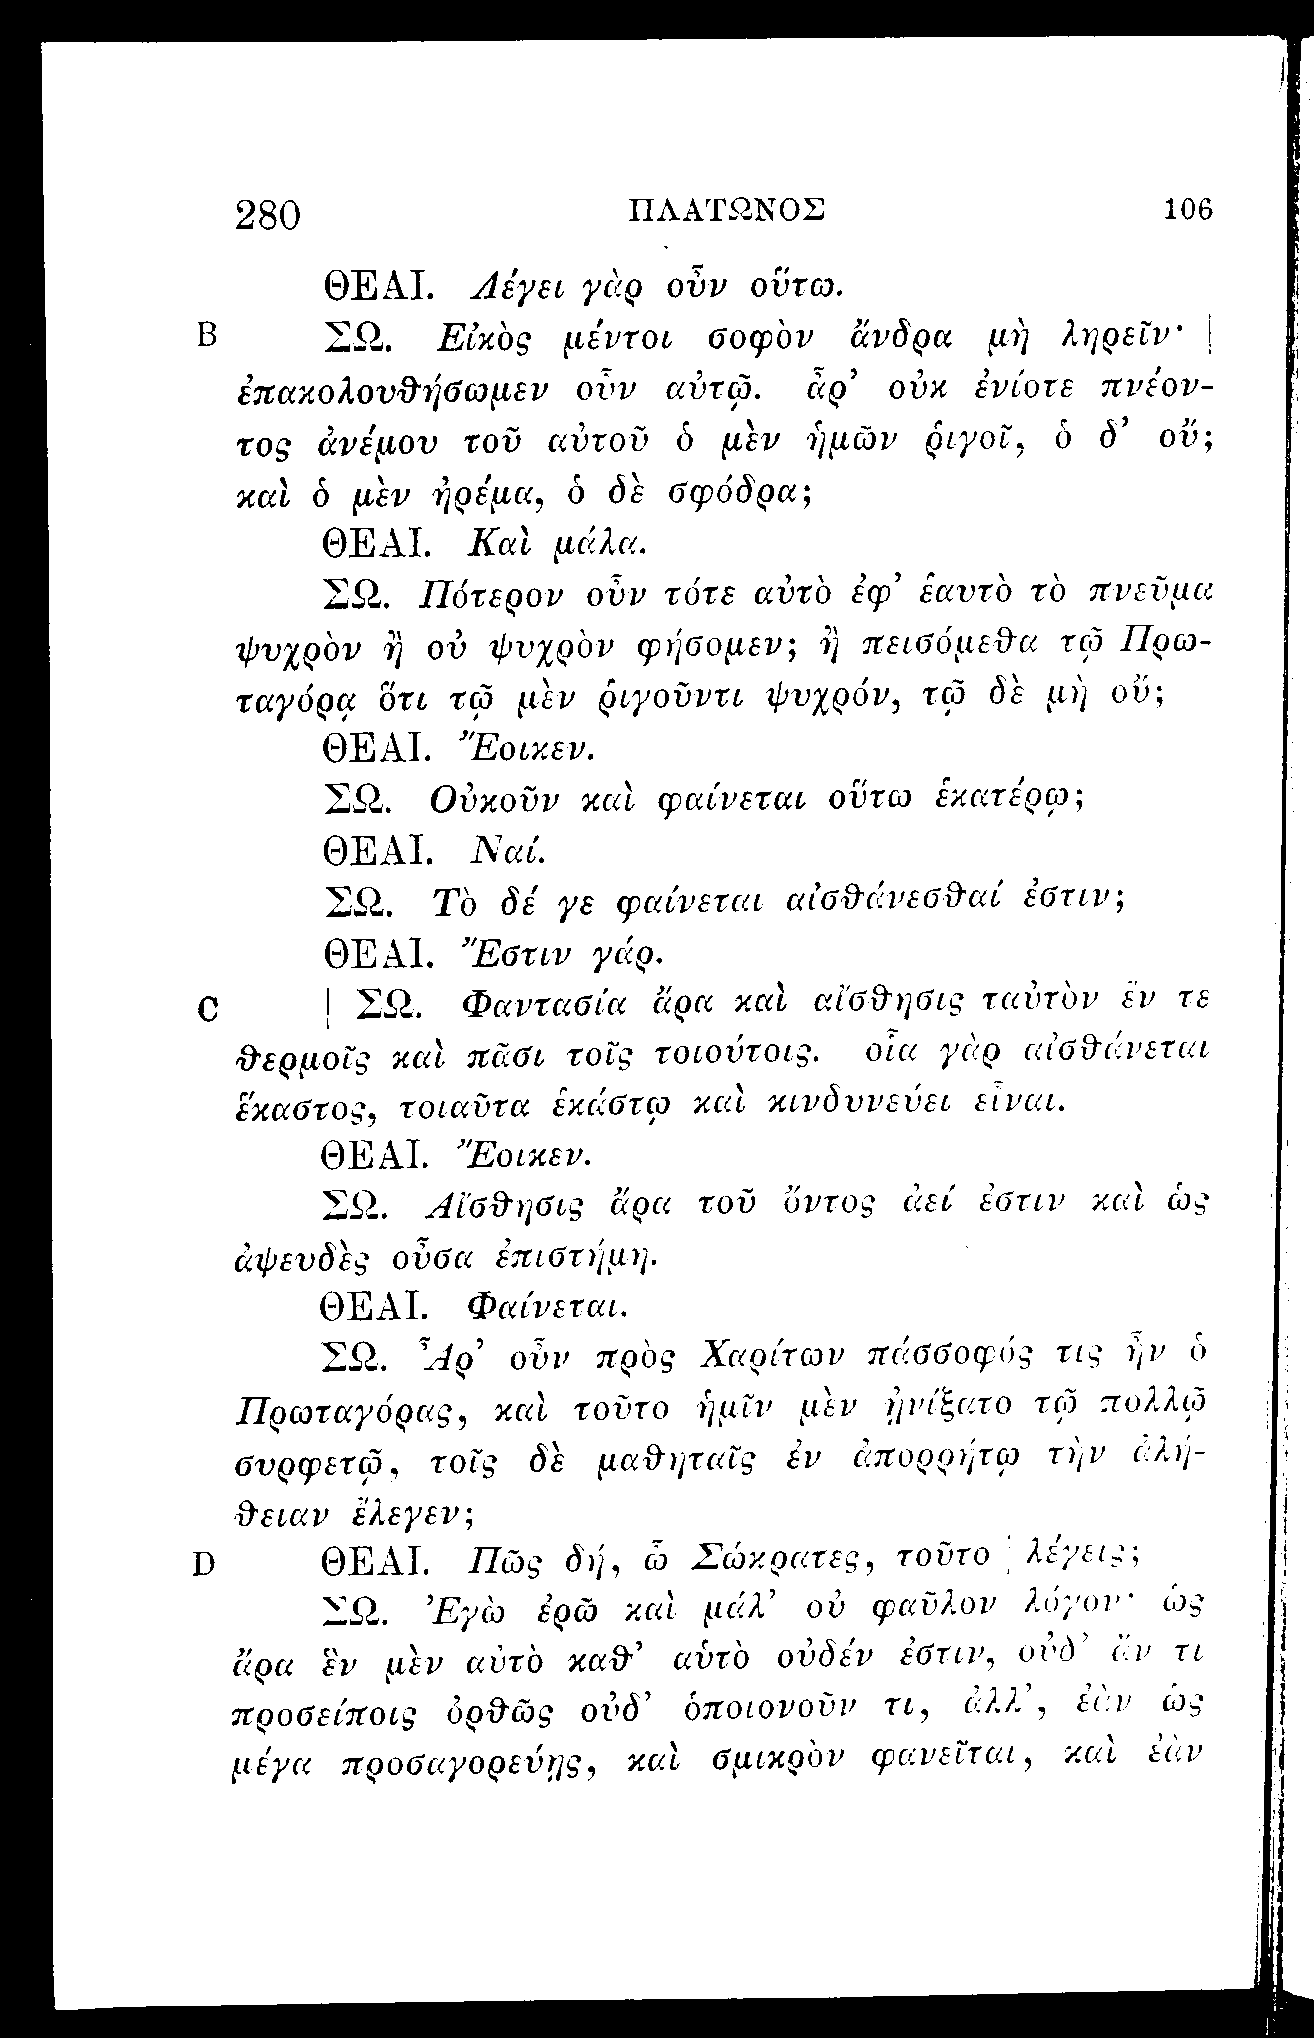 280 ΠΛΑΤΩΝΟΣ 106
ΘΕΑΙ. Λέγει γὰρ οὖν οὕτω.
B ΣΩ. Εἰκὸς μέντοι σοφὸν ἄνδρα μὴ ληρεῖν· |
ἐπακολουθήσωμεν οὖν αὐτῷ. ἆρ’ οὐκ ἐνίοτε πνέον-
τος ἀνέμου τοῦ αὐτοῦ ὁ μὲν ἡμῶν ῥιγοῖ, ὁ δ’ οὔ;
καὶ ὁ μὲν ἠρέμα, ὁ δὲ σφόδρα;
ΘΕΑΙ. Καὶ μάλα.
ΣΩ. Πότερον οὖν τότε αὐτὸ ἐφ’ ἑαυτὸ τὸ πνεῦμα
ψυχρὸν ἢ οὐ ψυχρὸν φήσομεν; ἢ πεισόμεθα τῷ Πρω-
ταγόρᾳ ὅτι τῷ μὲν ῥιγοῦντι ψυχρόν, τῷ δὲ μὴ οὔ;
ΘΕΑΙ. Ἔοικεν.
ΣΩ. Οὐκοῦν καὶ φαίνεται οὕτω ἑκατέρῳ;
ΘΕΑΙ. Ναί.
ΣΩ. Τὸ δέ γε φαίνεται αἰσθάνεσθαί ἐστιν;
ΘΕΑΙ. Ἔστιν γάρ.
C | ΣΩ. Φαντασία ἄρα καὶ αἴσθησις ταὐτὸν ἔν τε
θερμοῖς καὶ πᾶσι τοῖς τοιούτοις. οἷα γὰρ αἰσθάνεται
ἕκαστος, τοιαῦτα ἑκάστῳ καὶ κινδυνεύει εἶναι.
ΘΕΑΙ. Ἔοικεν.
ΣΩ. Αἴσθησις ἄρα τοῦ ὄντος ἀεί ἐστιν καὶ ὡς
ἀψευδὲς οὖσα ἐπιστήμη.
ΘΕΑΙ. Φαίνεται.
ΣΩ. Ἆρ’ οὖν πρὸς Χαρίτων πάσσοφός τις ἦν ὁ
Πρωταγόρας, καὶ τοῦτο ἡμῖν μὲν ᾐνίξατο τῷ πολλῷ
συρφετῷ, τοῖς δὲ μαθηταῖς ἐν ἀπορρήτῳ τὴν ἀλή-
θειαν ἔλεγεν;
D ΘΕΑΙ. Πῶς δή, ὦ Σώκρατες, τοῦτο | λέγεις;
ΣΩ. Ἐγὼ ἐρῶ καὶ μάλ’ οὐ φαῦλον λόγον· ὡς
ἄρα ἓν μὲν αὐτὸ καθ’ αὑτὸ οὐδέν ἐστιν, οὐδ’ ἄν τι
προσείποις ὀρθῶς οὐδ’ ὁποιονοῦν τι, ἀλλ’, ἐὰν ὡς
μέγα προσαγορεύῃς, καὶ σμικρὸν φανεῖται, καὶ ἐὰν